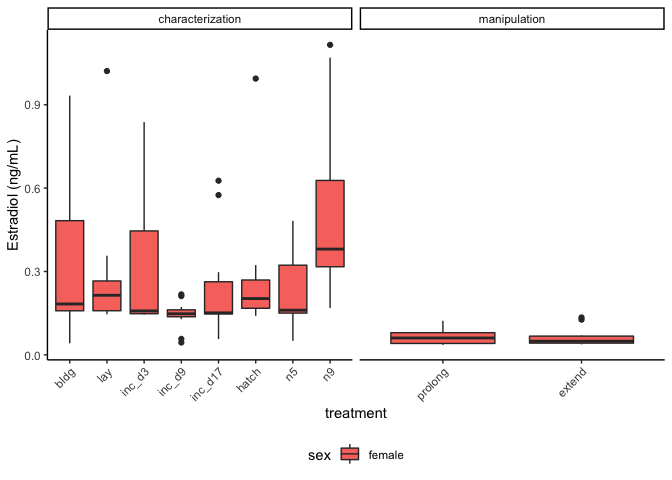 characterization
manipulation
Estradiol (ng/mL)
0.9
0.6
0.3
0.0
bldg
lay
inc_d3
inc_d9
inc_d17
hatch
n5
n9
prolong
extend
treatment
sex
female